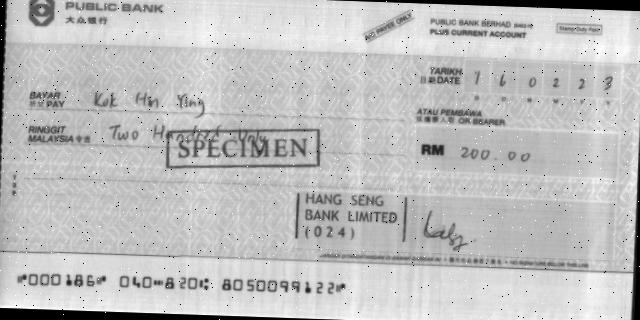 PUBLIC BANK
大众银行
A/C PAYEE ONLY
PUBLIC BANK BERHAD
PLUS CURRENT ACCOUNT
Stamp Duty Paid
TARIKH
日期 DATE
1 6 0 2 2 3
BAYAR
PAY
Kok Hin Ying
ATAU PEMBAWA
OR BEARER
RINGGIT
MALAYSIA
Two Hundred Only
SPECIMEN
RM 200.00
HANG SENG
BANK LIMITED
(024)
⑈000186⑈ 040⑉820⑆ 8050099122⑈